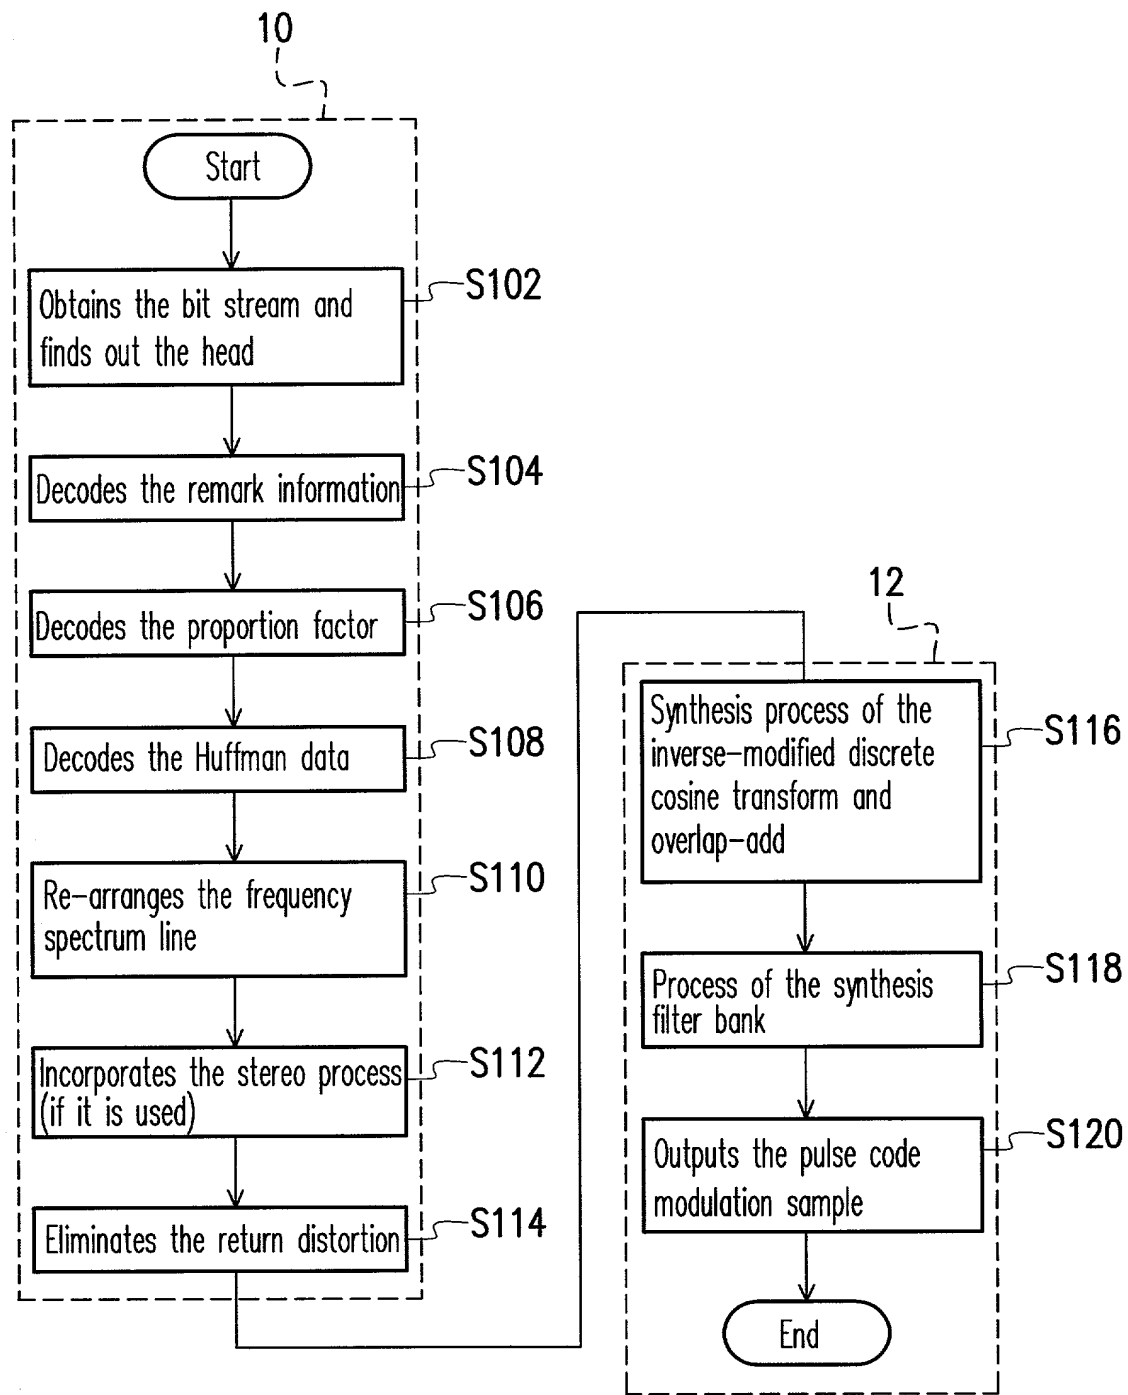 10
Start
S102
Obtains the bit stream and
finds out the head
S104
Decodes the remark information
S106
Decodes the proportion factor
S108
Decodes the Huffman data
S110
Re-arranges the frequency
spectrum line
S112
Incorporates the stereo process
(if it is used)
S114
Eliminates the return distortion
12
Synthesis process of the
inverse-modified discrete
cosine transform and
overlap-add
S116
Process of the synthesis
filter bank
S118
Outputs the pulse code
modulation sample
S120
End